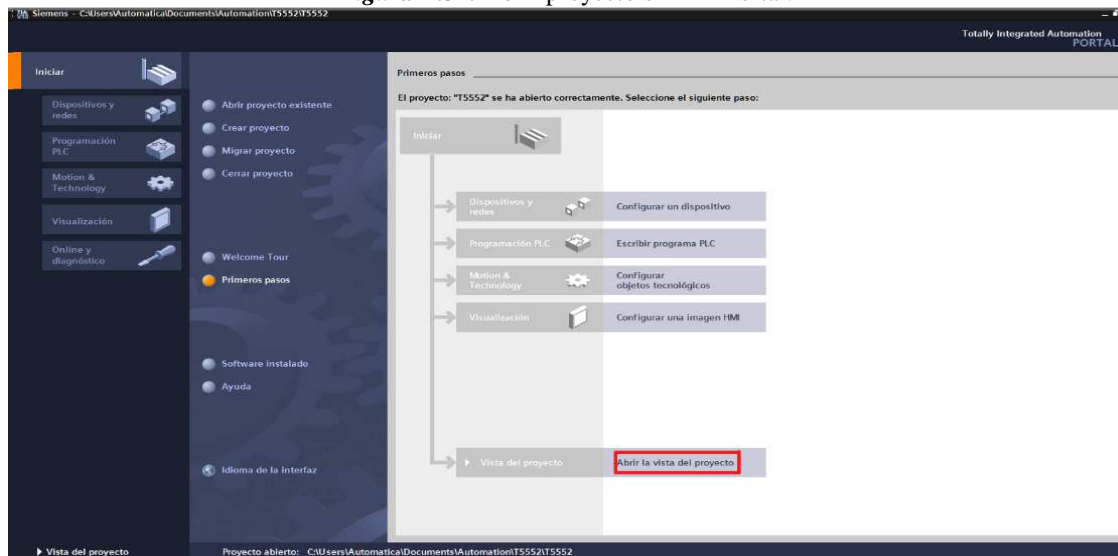 Siemens - C:\Users\Automatica\Documents\Automation\T5552\T5552
Totally Integrated Automation
PORTAL
Iniciar
Dispositivos y
redes
Programación
PLC
Motion &
Technology
Visualización
Online y
diagnóstico
Abrir proyecto existente
Crear proyecto
Migrar proyecto
Cerrar proyecto
Welcome Tour
Primeros pasos
Software instalado
Ayuda
Idioma de la interfaz
Primeros pasos
El proyecto: "T5552" se ha abierto correctamente. Seleccione el siguiente paso:
Iniciar
Dispositivos y
redes
Configurar un dispositivo
Programación PLC
Escribir programa PLC
Motion &
Technology
Configurar
objetos tecnológicos
Visualización
Configurar una imagen HMI
Vista del proyecto
Abrir la vista del proyecto
Vista del proyecto
Proyecto abierto: C:\Users\Automatica\Documents\Automation\T5552\T5552